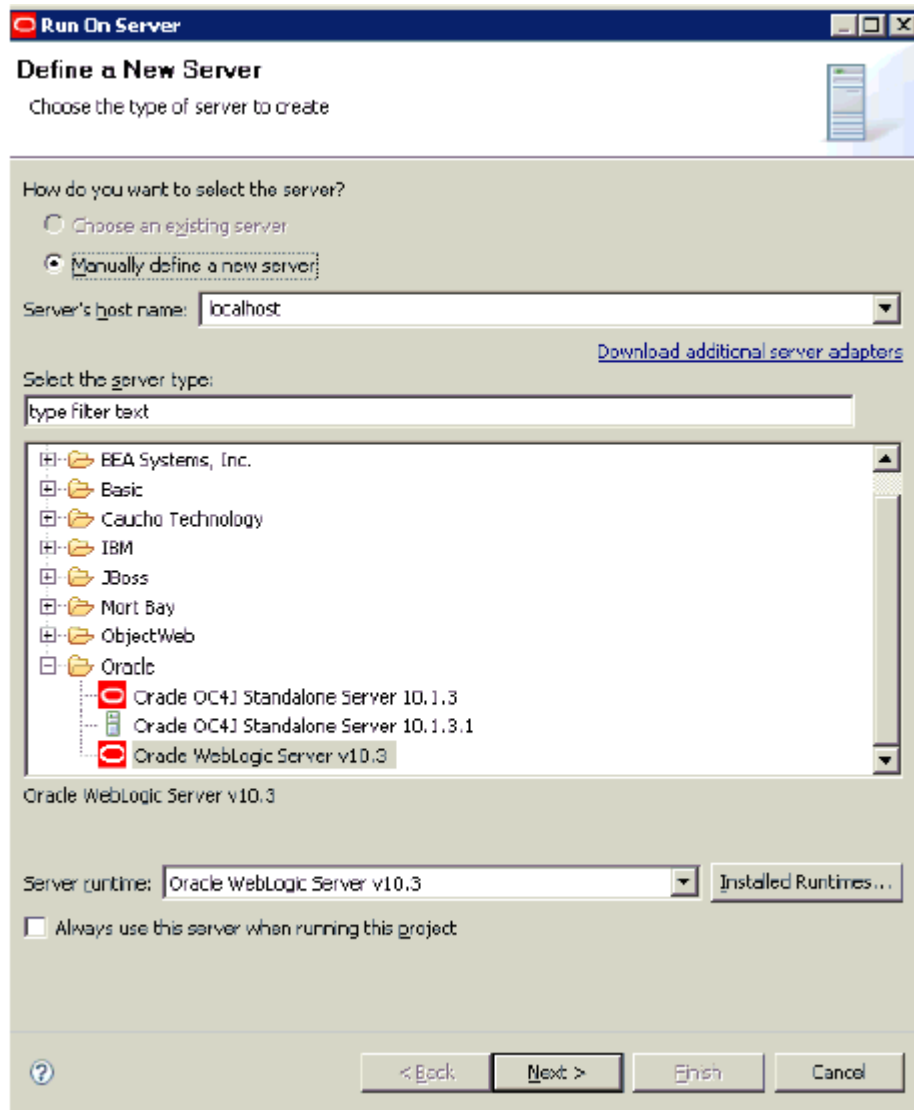 Run On Server
Define a New Server
Choose the type of server to create
How do you want to select the server?
Choose an existing server
Manually define a new server
Server's host name: localhost
Download additional server adapters
Select the server type:
type filter text
BEA Systems, Inc.
Basic
Caucho Technology
IBM
JBoss
Mort Bay
ObjectWeb
Oracle
Oracle OC4J Standalone Server 10.1.3
Oracle OC4J Standalone Server 10.1.3.1
Oracle WebLogic Server v10.3
Oracle WebLogic Server v10.3
Server runtime: Oracle WebLogic Server v10.3 Installed Runtimes...
Always use this server when running this project
? < Back Next > Finish Cancel